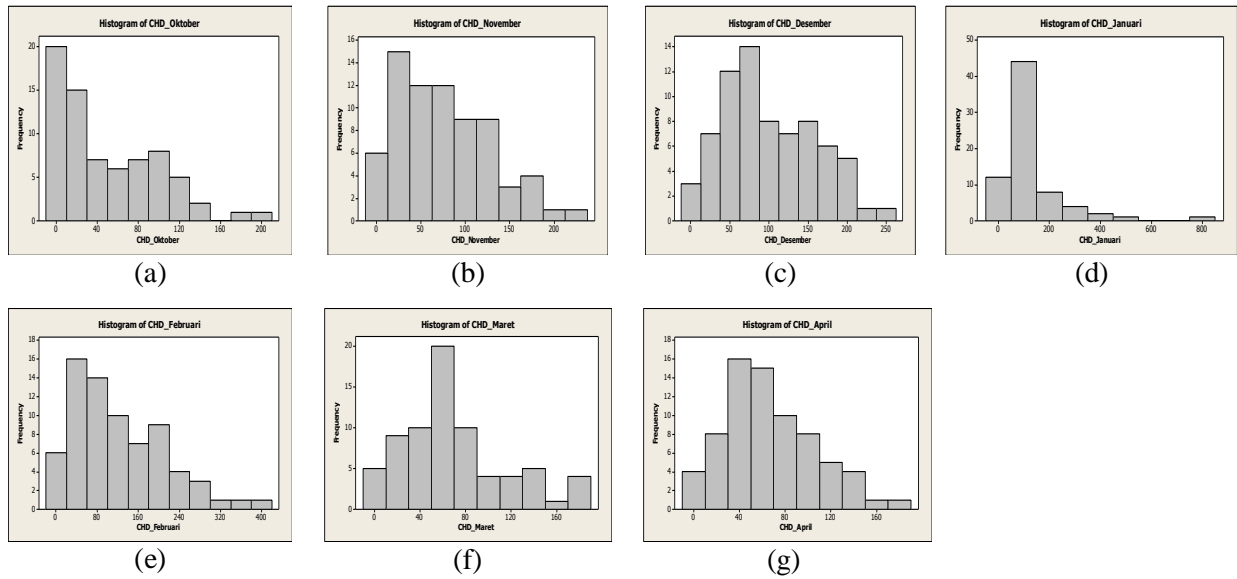 Histogram of CHD_Oktober
Frequency
20
15
10
5
0
0 40 80 120 160 200
CHD_Oktober
(a)
Histogram of CHD_November
Frequency
16
14
12
10
8
6
4
2
0
0 50 100 150 200
CHD_November
(b)
Histogram of CHD_Desember
Frequency
14
12
10
8
6
4
2
0
0 50 100 150 200 250
CHD_Desember
(c)
Histogram of CHD_Januari
Frequency
50
40
30
20
10
0
0 200 400 600 800
CHD_Januari
(d)
Histogram of CHD_Februari
Frequency
18
16
14
12
10
8
6
4
2
0
0 80 160 240 320 400
CHD_Februari
(e)
Histogram of CHD_Maret
Frequency
20
15
10
5
0
0 40 80 120 160
CHD_Maret
(f)
Histogram of CHD_April
Frequency
18
16
14
12
10
8
6
4
2
0
0 40 80 120 160
CHD_April
(g)